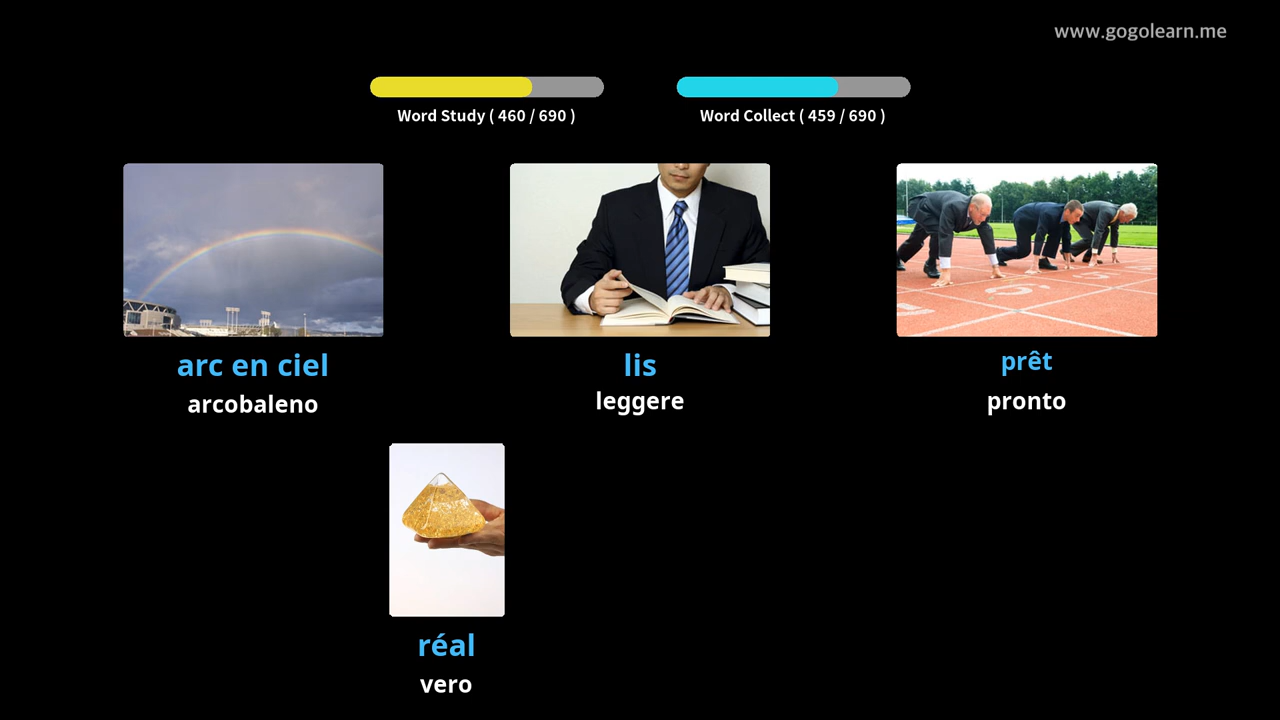 www.gogolearn.me
Word Study ( 460 / 690 )
Word Collect ( 459 / 690 )
arc en ciel
arcobaleno
lis
leggere
prêt
pronto
réal
vero